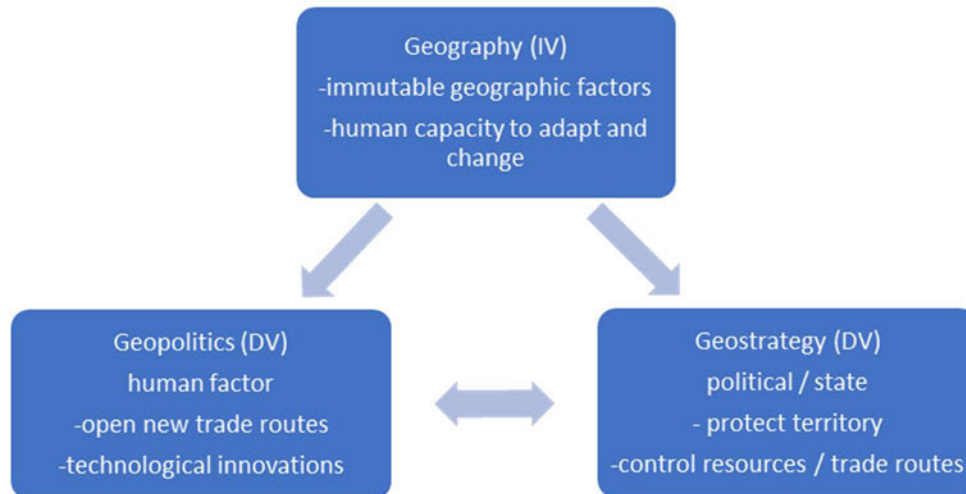 Geography (IV)
-immutable geographic factors
-human capacity to adapt and
change
Geopolitics (DV)
human factor
-open new trade routes
-technological innovations
Geostrategy (DV)
political / state
- protect territory
-control resources / trade routes